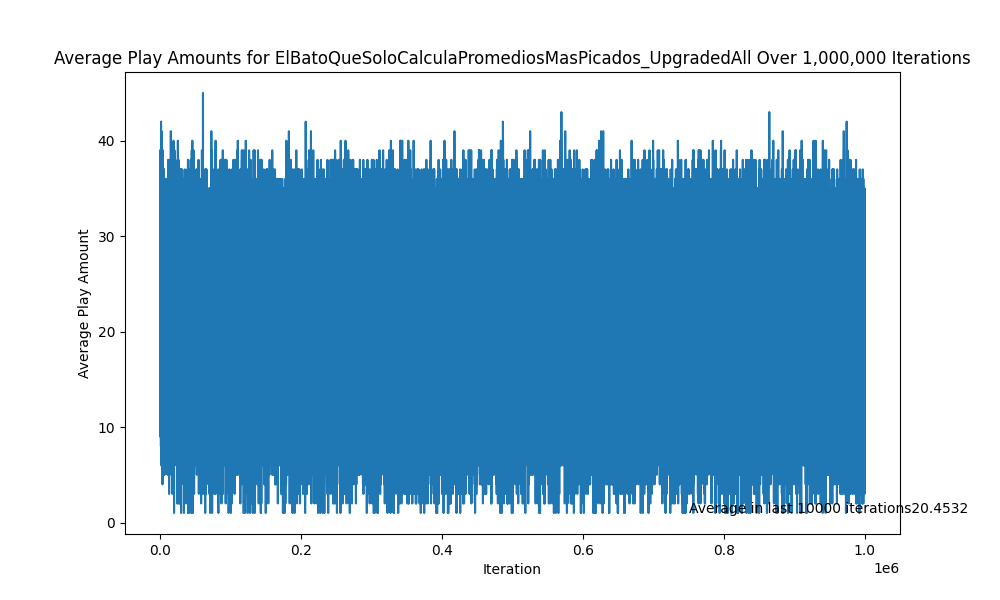 Average Play Amounts for ElBatoQueSoloCalculaPromediosMasPicados_UpgradedAll Over 1,000,000 Iterations
Average Play Amount
40
30
20
10
0
Average in last 10000 iterations20.4532
0.0 0.2 0.4 0.6 0.8 1.0
1e6
Iteration